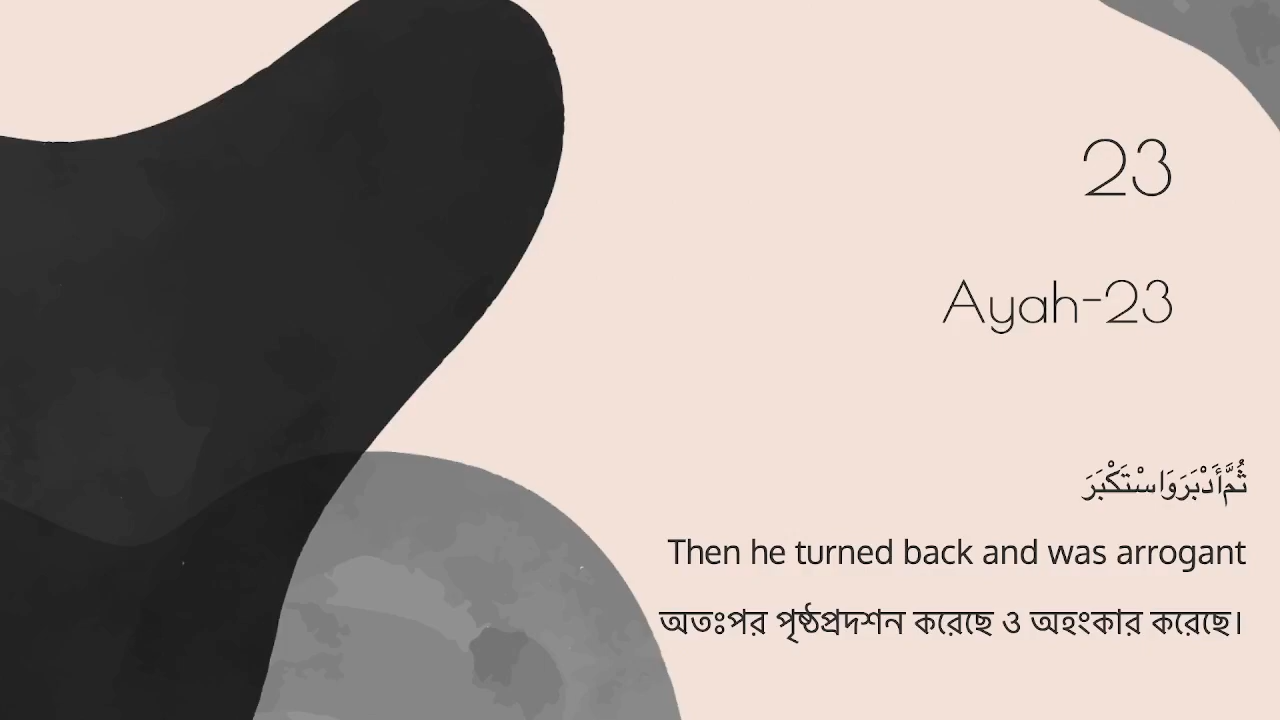 23
Ayah-23
ثُمَّأَدْبَرَوَاسْتَكْبَرَ
Then he turned back and was arrogant
অতঃপর পৃষ্ঠপ্রদশন করেছে ও অহংকার করেছে।